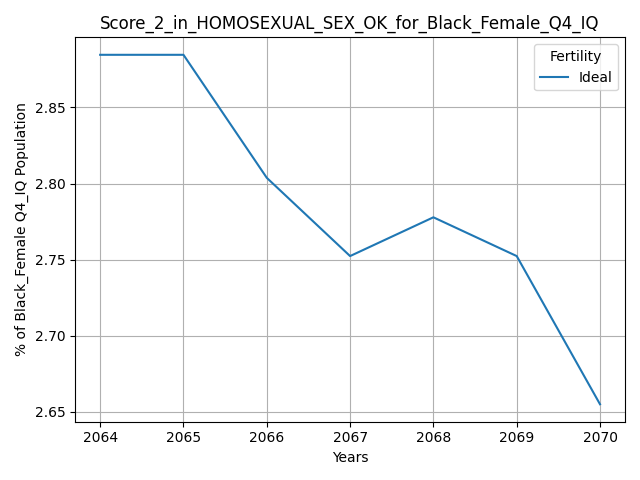 Score_2_in_HOMOSEXUAL_SEX_OK_for_Black_Female_Q4_IQ
Fertility
Ideal
% of Black_Female Q4_IQ Population
2.85
2.80
2.75
2.70
2.65
2064 2065 2066 2067 2068 2069 2070
Years